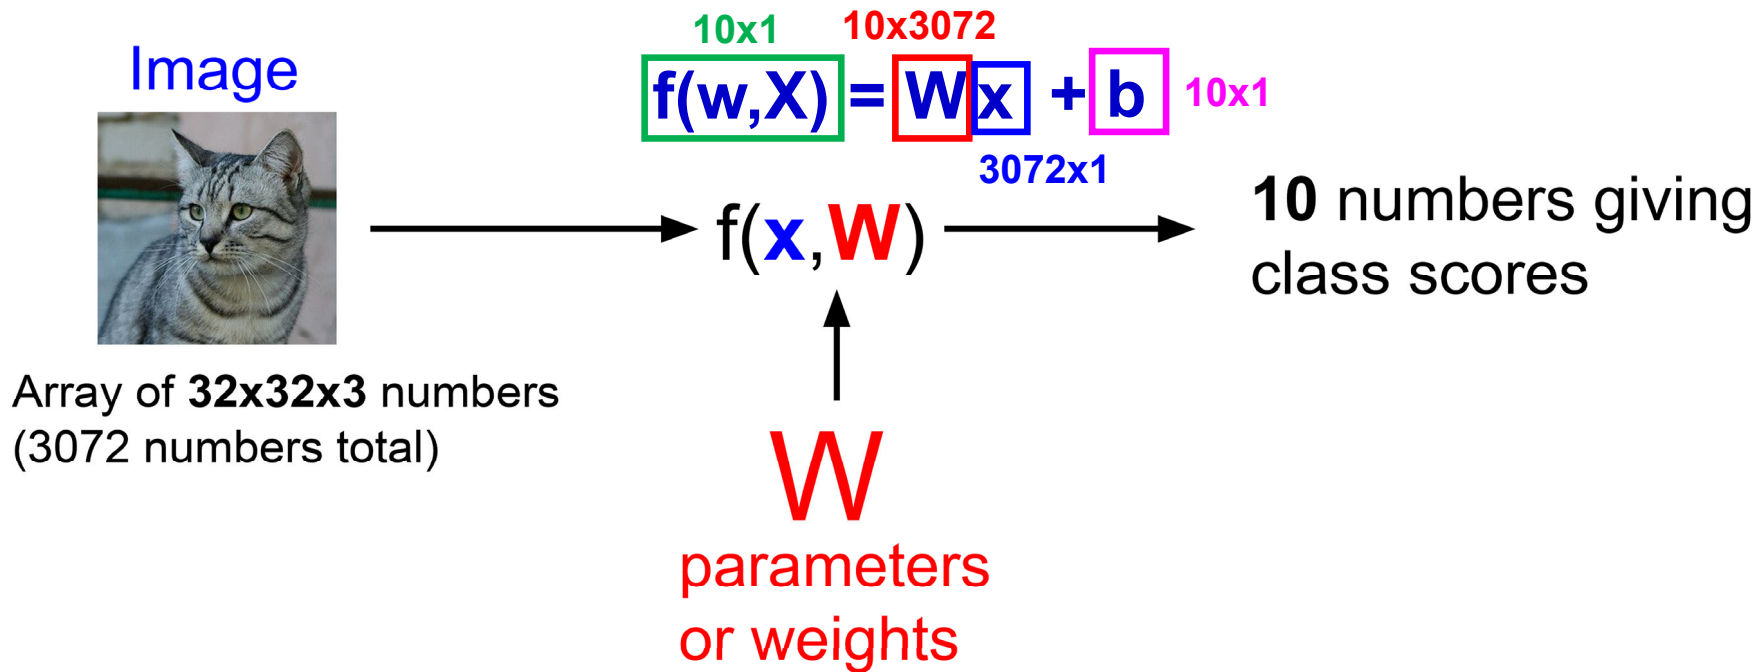 10x1 10x3072
Image
f(w,X) = Wx + b 10x1
3072x1
f(x,W)
10 numbers giving
class scores
Array of 32x32x3 numbers
(3072 numbers total)
W
parameters
or weights